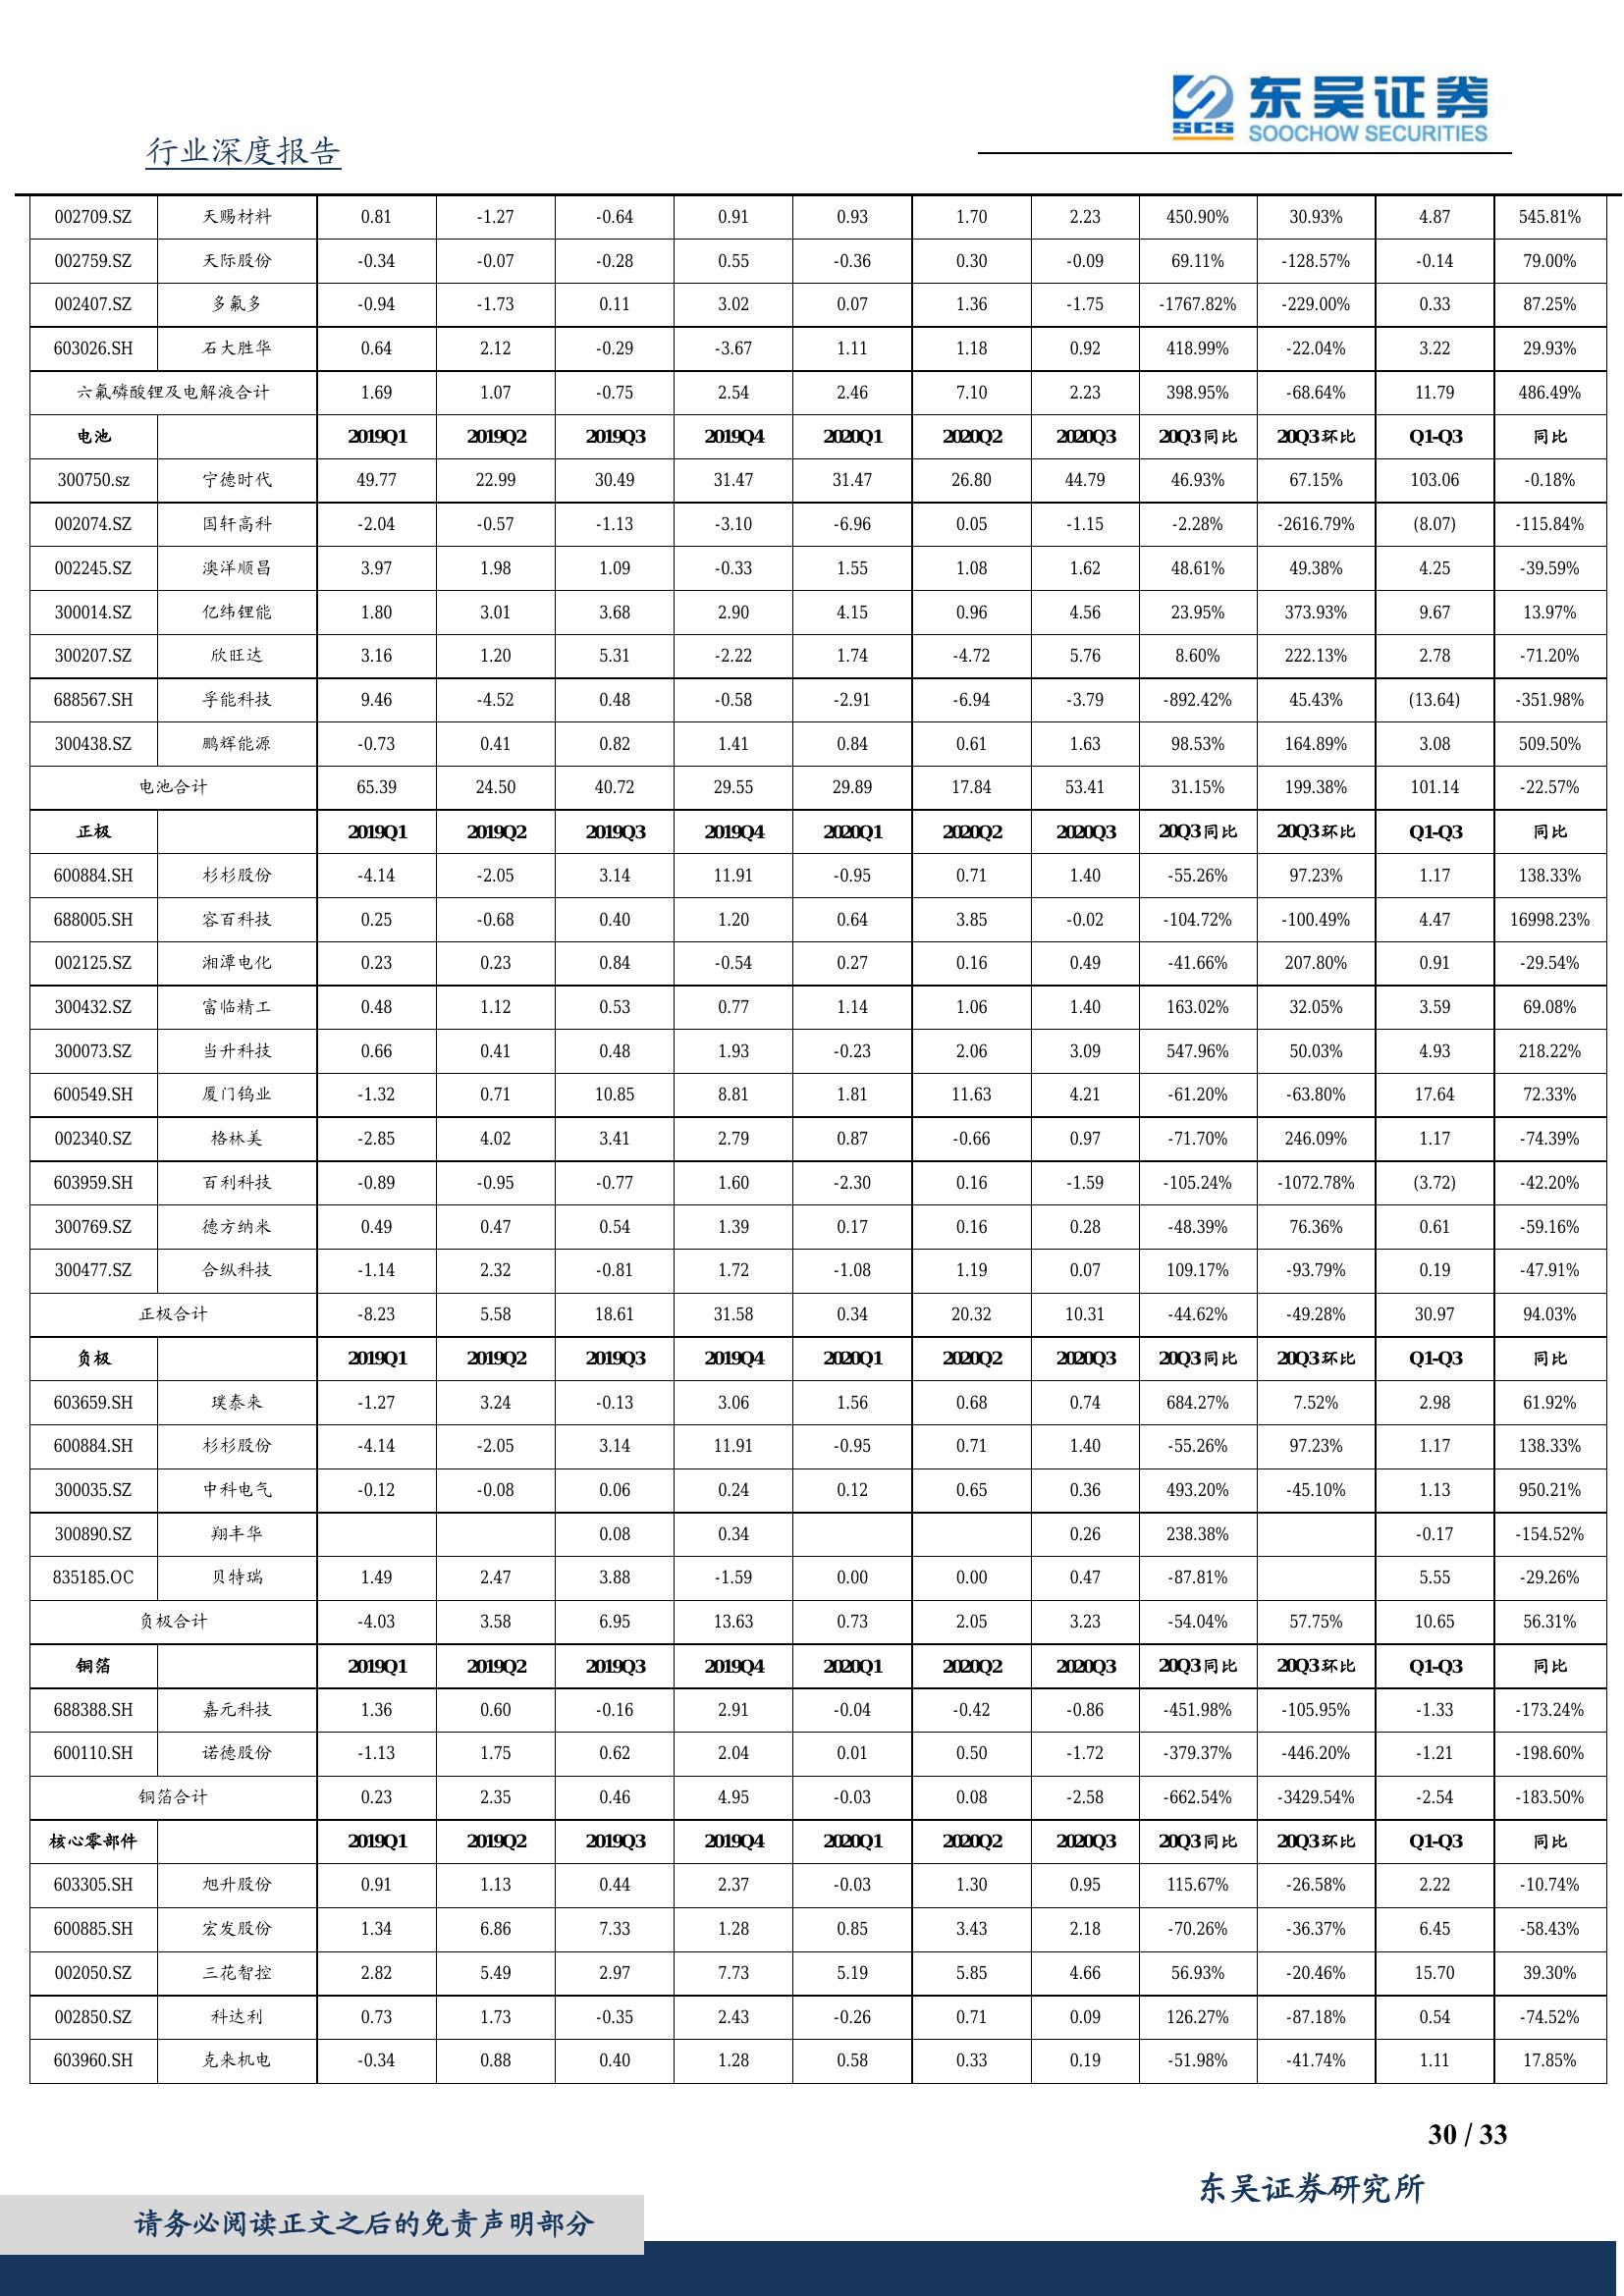 东吴证券
SCS SOOCHOW SECURITIES
行业深度报告
002709.SZ 天赐材料 0.81 -1.27 -0.64 0.91 0.93 1.70 2.23 450.90% 30.93% 4.87 545.81%
002759.SZ 天际股份 -0.34 -0.07 -0.28 0.55 -0.36 0.30 -0.09 69.11% -128.57% -0.14 79.00%
002407.SZ 多氟多 -0.94 -1.73 0.11 3.02 0.07 1.36 -1.75 -1767.82% -229.00% 0.33 87.25%
603026.SH 石大胜华 0.64 2.12 -0.29 -3.67 1.11 1.18 0.92 418.99% -22.04% 3.22 29.93%
六氟磷酸锂及电解液合计 1.69 1.07 -0.75 2.54 2.46 7.10 2.23 398.95% -68.64% 11.79 486.49%
电池 2019Q1 2019Q2 2019Q3 2019Q4 2020Q1 2020Q2 2020Q3 20Q3同比 20Q3环比 Q1-Q3 同比
300750.sz 宁德时代 49.77 22.99 30.49 31.47 31.47 26.80 44.79 46.93% 67.15% 103.06 -0.18%
002074.SZ 国轩高科 -2.04 -0.57 -1.13 -3.10 -6.96 0.05 -1.15 -2.28% -2616.79% (8.07) -115.84%
002245.SZ 澳洋顺昌 3.97 1.98 1.09 -0.33 1.55 1.08 1.62 48.61% 49.38% 4.25 -39.59%
300014.SZ 亿纬锂能 1.80 3.01 3.68 2.90 4.15 0.96 4.56 23.95% 373.93% 9.67 13.97%
300207.SZ 欣旺达 3.16 1.20 5.31 -2.22 1.74 -4.72 5.76 8.60% 222.13% 2.78 -71.20%
688567.SH 孚能科技 9.46 -4.52 0.48 -0.58 -2.91 -6.94 -3.79 -892.42% 45.43% (13.64) -351.98%
300438.SZ 鹏辉能源 -0.73 0.41 0.82 1.41 0.84 0.61 1.63 98.53% 164.89% 3.08 509.50%
电池合计 65.39 24.50 40.72 29.55 29.89 17.84 53.41 31.15% 199.38% 101.14 -22.57%
正极 2019Q1 2019Q2 2019Q3 2019Q4 2020Q1 2020Q2 2020Q3 20Q3同比 20Q3环比 Q1-Q3 同比
600884.SH 杉杉股份 -4.14 -2.05 3.14 11.91 -0.95 0.71 1.40 -55.26% 97.23% 1.17 138.33%
688005.SH 容百科技 0.25 -0.68 0.40 1.20 0.64 3.85 -0.02 -104.72% -100.49% 4.47 16998.23%
002125.SZ 湘潭电化 0.23 0.23 0.84 -0.54 0.27 0.16 0.49 -41.66% 207.80% 0.91 -29.54%
300432.SZ 富临精工 0.48 1.12 0.53 0.77 1.14 1.06 1.40 163.02% 32.05% 3.59 69.08%
300073.SZ 当升科技 0.66 0.41 0.48 1.93 -0.23 2.06 3.09 547.96% 50.03% 4.93 218.22%
600549.SH 厦门钨业 -1.32 0.71 10.85 8.81 1.81 11.63 4.21 -61.20% -63.80% 17.64 72.33%
002340.SZ 格林美 -2.85 4.02 3.41 2.79 0.87 -0.66 0.97 -71.70% 246.09% 1.17 -74.39%
603959.SH 百利科技 -0.89 -0.95 -0.77 1.60 -2.30 0.16 -1.59 -105.24% -1072.78% (3.72) -42.20%
300769.SZ 德方纳米 0.49 0.47 0.54 1.39 0.17 0.16 0.28 -48.39% 76.36% 0.61 -59.16%
300477.SZ 合纵科技 -1.14 2.32 -0.81 1.72 -1.08 1.19 0.07 109.17% -93.79% 0.19 -47.91%
正极合计 -8.23 5.58 18.61 31.58 0.34 20.32 10.31 -44.62% -49.28% 30.97 94.03%
负极 2019Q1 2019Q2 2019Q3 2019Q4 2020Q1 2020Q2 2020Q3 20Q3同比 20Q3环比 Q1-Q3 同比
603659.SH 璞泰来 -1.27 3.24 -0.13 3.06 1.56 0.68 0.74 684.27% 7.52% 2.98 61.92%
600884.SH 杉杉股份 -4.14 -2.05 3.14 11.91 -0.95 0.71 1.40 -55.26% 97.23% 1.17 138.33%
300035.SZ 中科电气 -0.12 -0.08 0.06 0.24 0.12 0.65 0.36 493.20% -45.10% 1.13 950.21%
300890.SZ 翔丰华 0.08 0.34 0.26 238.38% -0.17 -154.52%
835185.OC 贝特瑞 1.49 2.47 3.88 -1.59 0.00 0.00 0.47 -87.81% 5.55 -29.26%
负极合计 -4.03 3.58 6.95 13.63 0.73 2.05 3.23 -54.04% 57.75% 10.65 56.31%
铜箔 2019Q1 2019Q2 2019Q3 2019Q4 2020Q1 2020Q2 2020Q3 20Q3同比 20Q3环比 Q1-Q3 同比
688388.SH 嘉元科技 1.36 0.60 -0.16 2.91 -0.04 -0.42 -0.86 -451.98% -105.95% -1.33 -173.24%
600110.SH 诺德股份 -1.13 1.75 0.62 2.04 0.01 0.50 -1.72 -379.37% -446.20% -1.21 -198.60%
铜箔合计 0.23 2.35 0.46 4.95 -0.03 0.08 -2.58 -662.54% -3429.54% -2.54 -183.50%
核心零部件 2019Q1 2019Q2 2019Q3 2019Q4 2020Q1 2020Q2 2020Q3 20Q3同比 20Q3环比 Q1-Q3 同比
603305.SH 旭升股份 0.91 1.13 0.44 2.37 -0.03 1.30 0.95 115.67% -26.58% 2.22 -10.74%
600885.SH 宏发股份 1.34 6.86 7.33 1.28 0.85 3.43 2.18 -70.26% -36.37% 6.45 -58.43%
002050.SZ 三花智控 2.82 5.49 2.97 7.73 5.19 5.85 4.66 56.93% -20.46% 15.70 39.30%
002850.SZ 科达利 0.73 1.73 -0.35 2.43 -0.26 0.71 0.09 126.27% -87.18% 0.54 -74.52%
603960.SH 克来机电 -0.34 0.88 0.40 1.28 0.58 0.33 0.19 -51.98% -41.74% 1.11 17.85%
30 / 33
东吴证券研究所
请务必阅读正文之后的免责声明部分